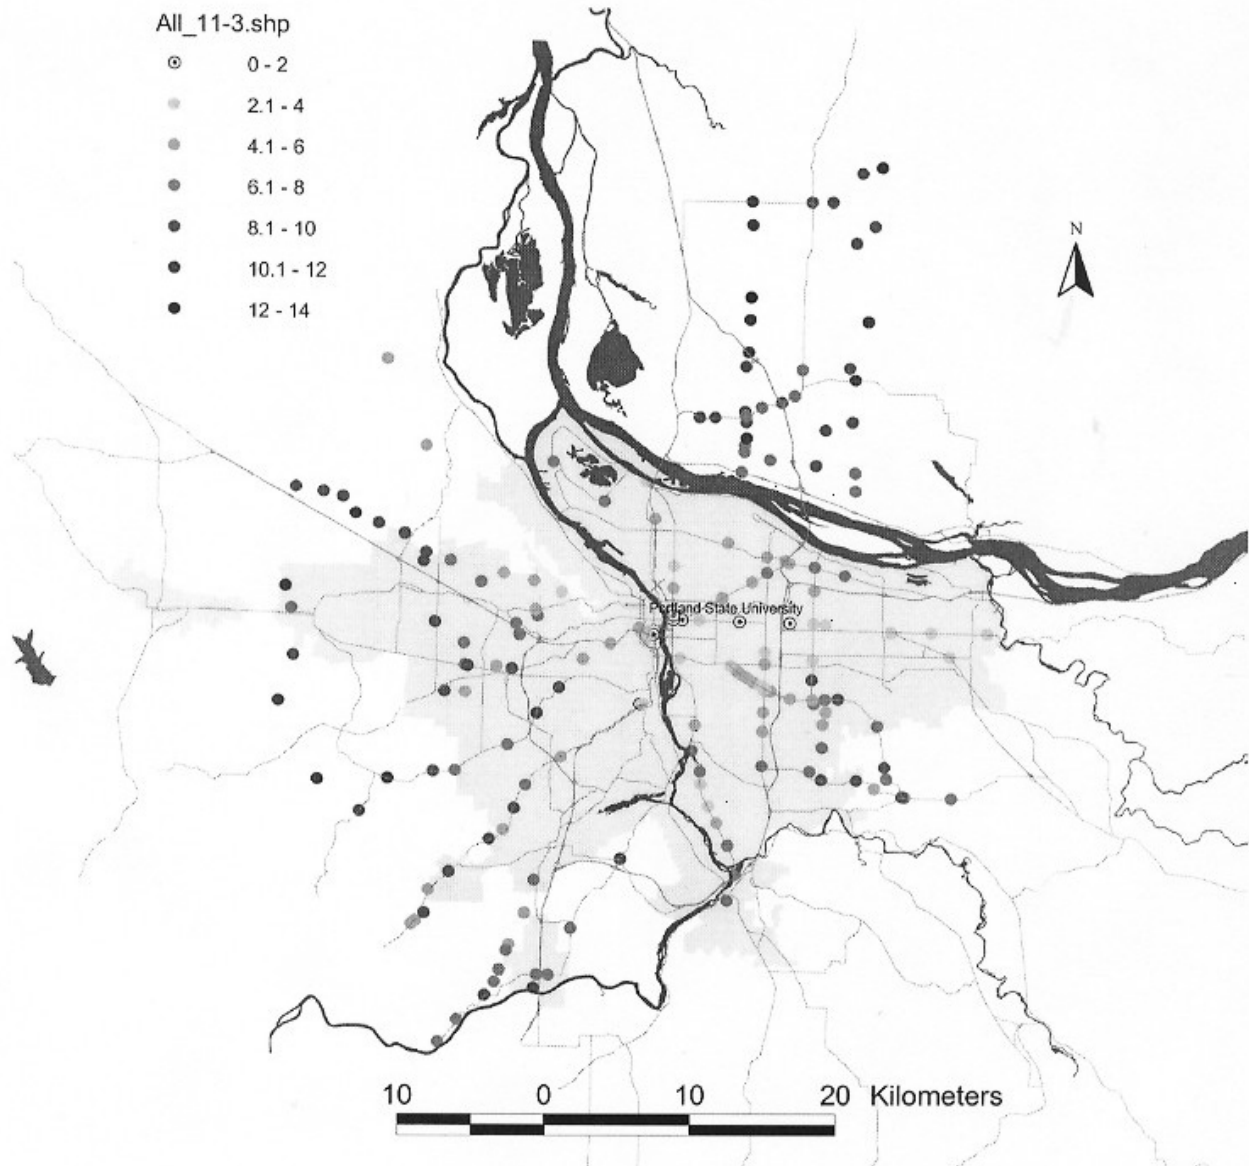 All_11-3.shp
0 - 2
2.1 - 4
4.1 - 6
6.1 - 8
8.1 - 10
10.1 - 12
12 - 14
N
Portland State University
10 0 10 20 Kilometers